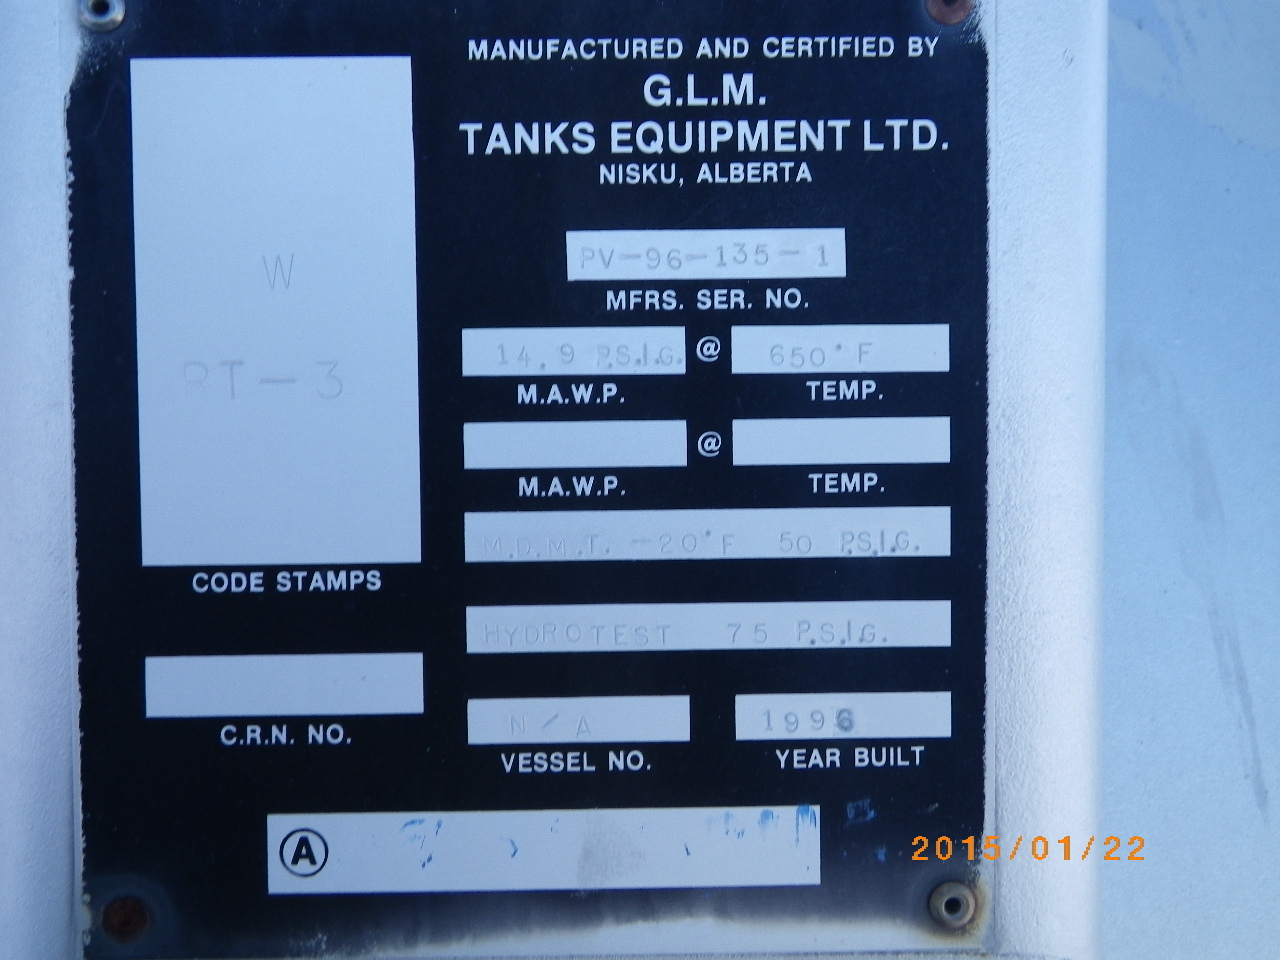 MANUFACTURED AND CERTIFIED BY
G.L.M.
TANKS EQUIPMENT LTD.
NISKU, ALBERTA
PV-96-135-1
MFRS. SER. NO.
14.9 P.S.I.G. @ 650°F
M.A.W.P. TEMP.
@
M.A.W.P. TEMP.
M.D.M.T. -20°F 50 P.S.I.G.
HYDROTEST 75 P.S.I.G.
N/A 1996
VESSEL NO. YEAR BUILT
W
RT-3
CODE STAMPS
C.R.N. NO.
A
2015/01/22